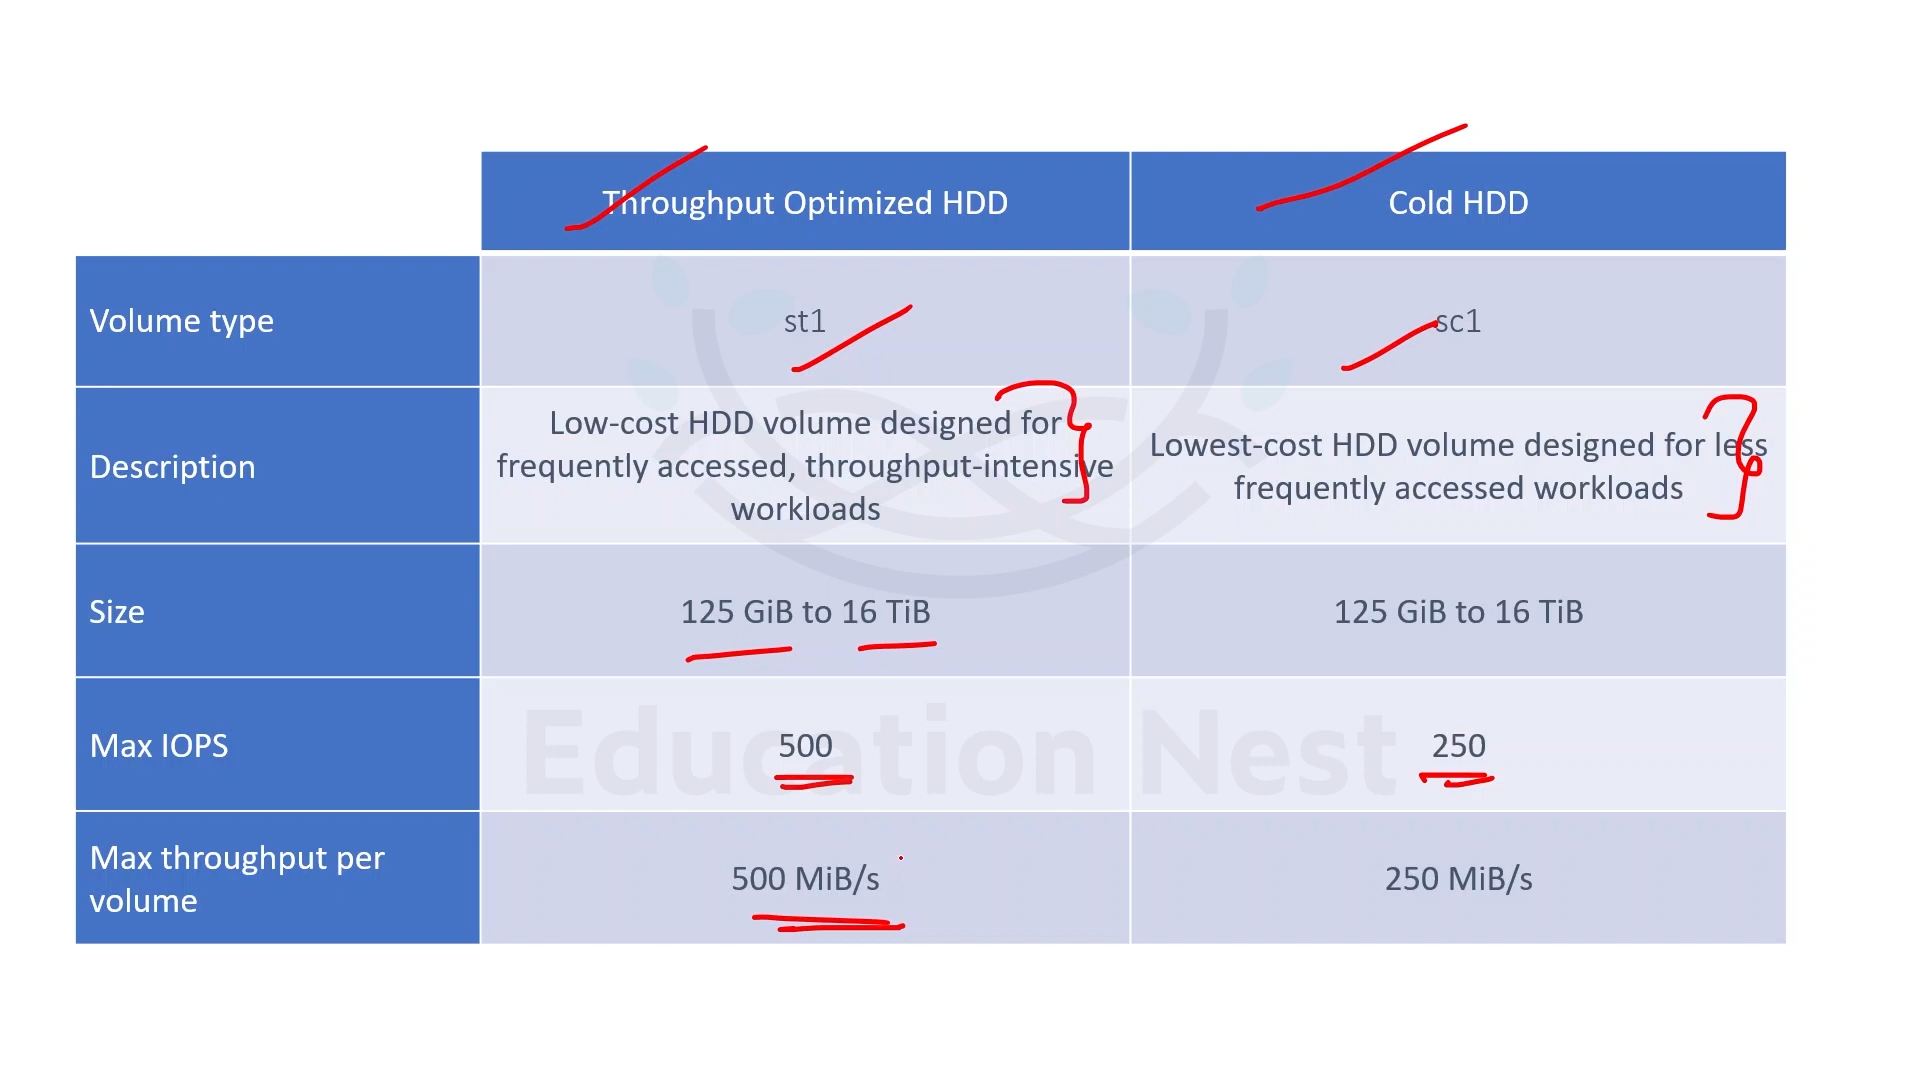 Throughput Optimized HDD
Cold HDD
Volume type
st1
sc1
Description
Low-cost HDD volume designed for
frequently accessed, throughput-intensive
workloads
Lowest-cost HDD volume designed for less
frequently accessed workloads
Size
125 GiB to 16 TiB
125 GiB to 16 TiB
Max IOPS
500
250
Max throughput per
volume
500 MiB/s
250 MiB/s
Education Nest